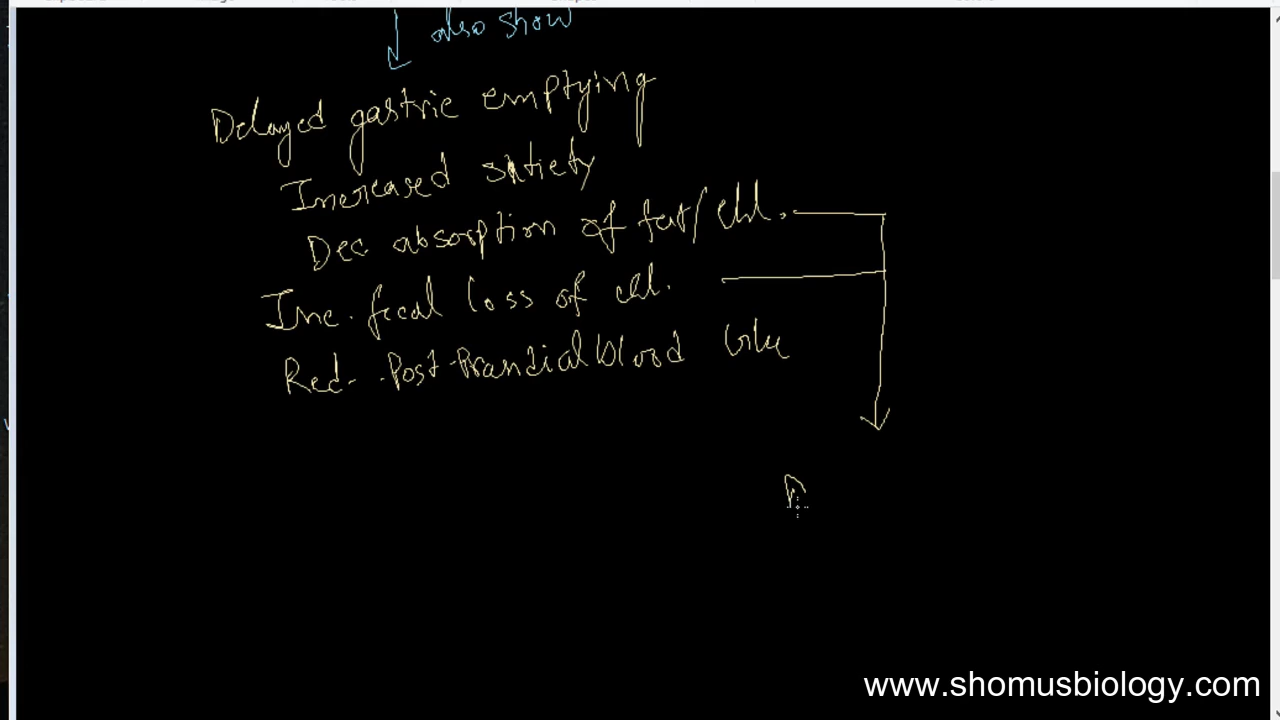 also show
Delayed gastric emptying
Increased satiety
Dec absorption of fat/chl.
Inc. fecal loss of chl.
Red. Post-Prandial blood
www.shomusbiology.com